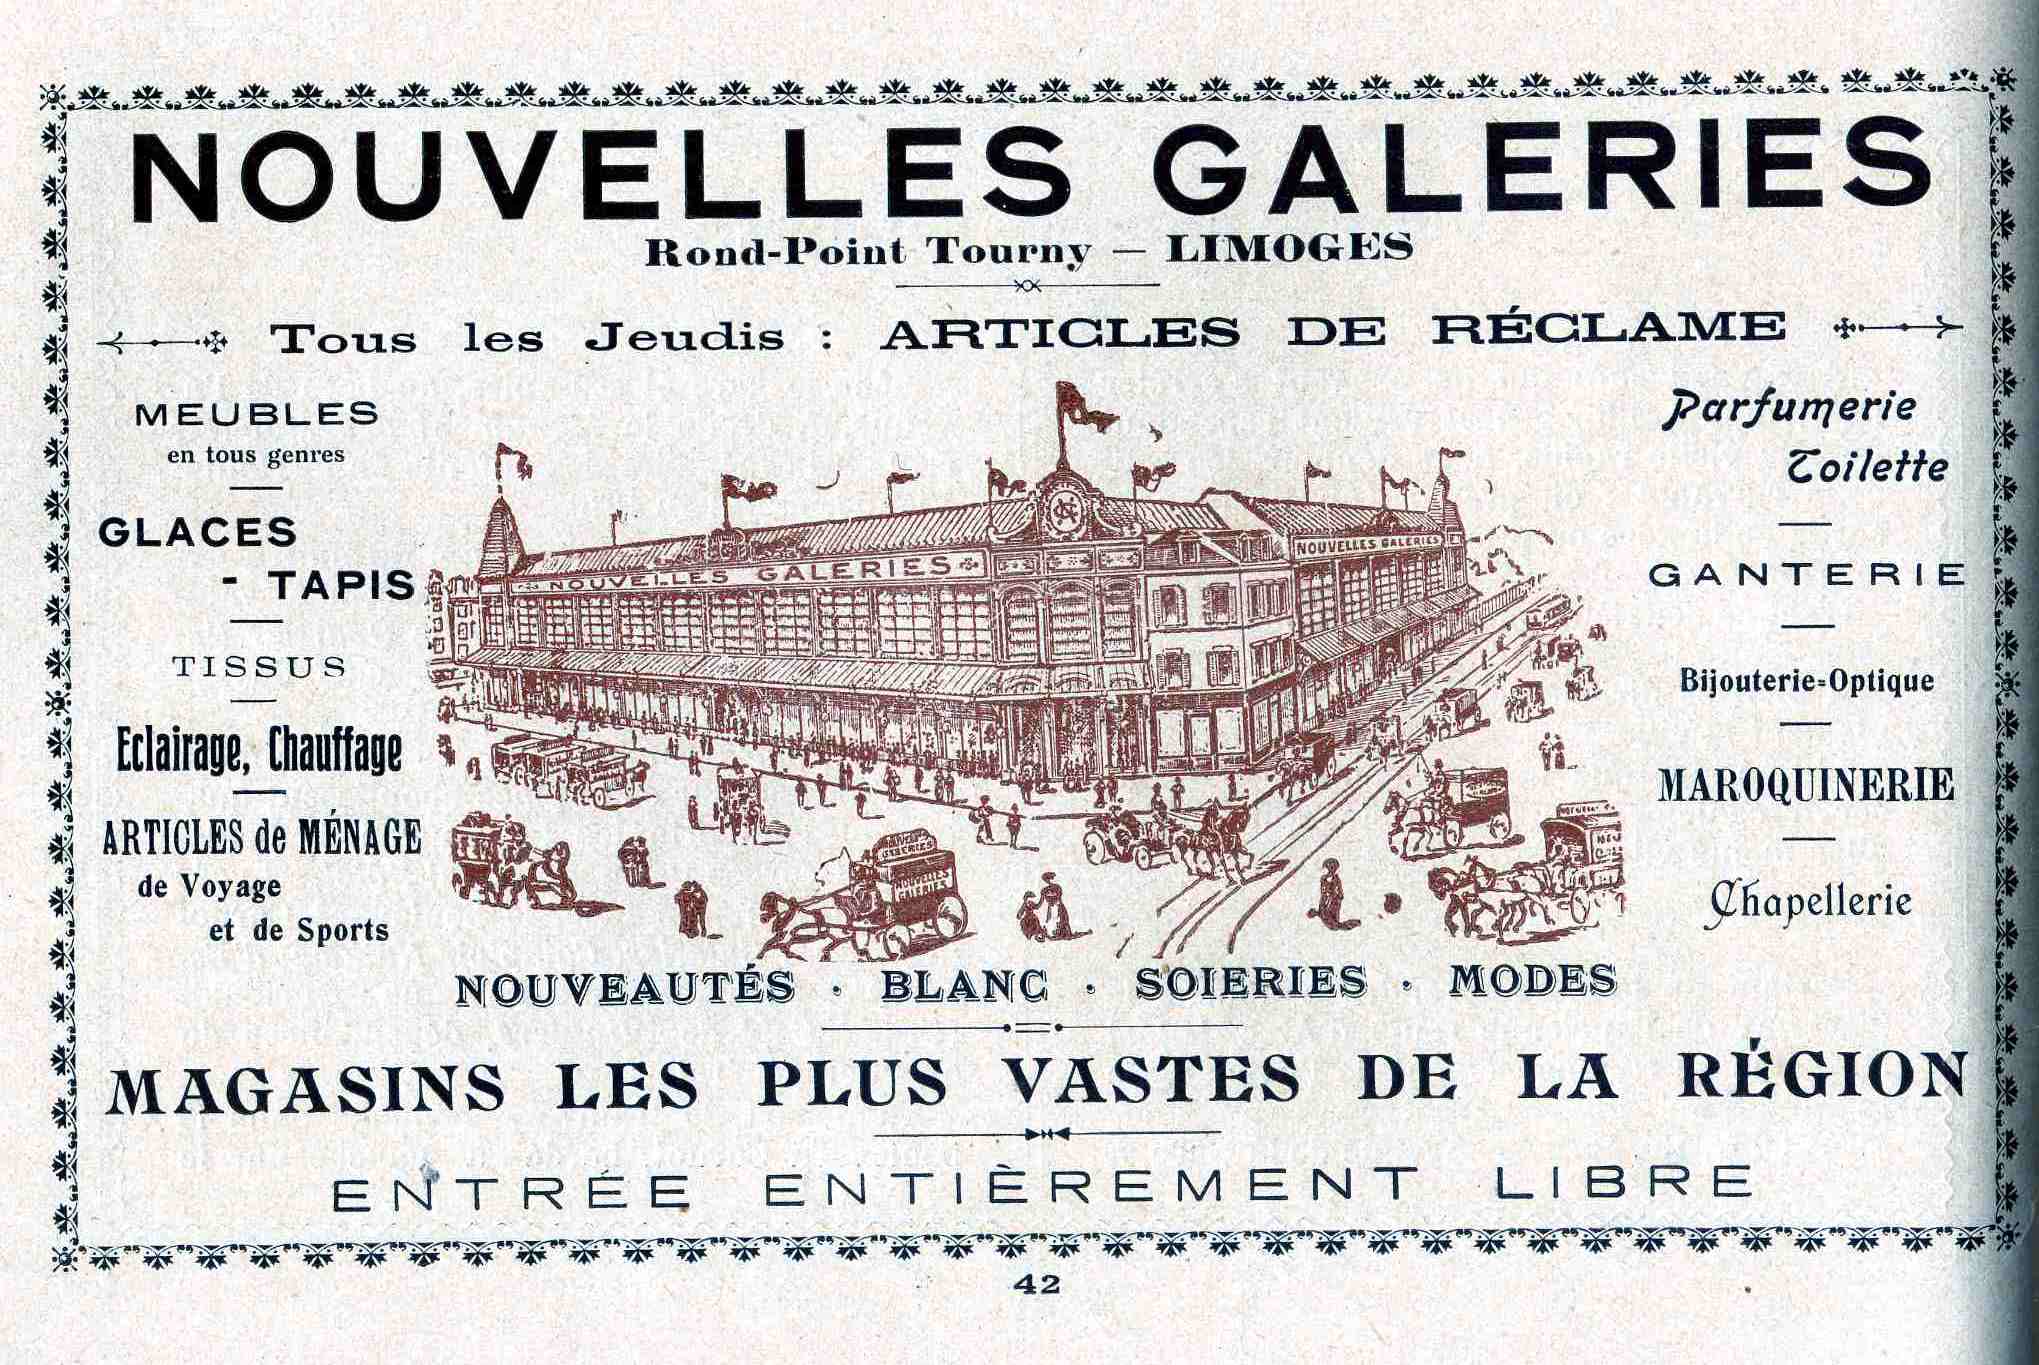 NOUVELLES GALERIES
Rond-Point Tourny — LIMOGES
Tous les Jeudis : ARTICLES DE RÉCLAME
MEUBLES
en tous genres
GLACES
- TAPIS
TISSUS
Eclairage, Chauffage
ARTICLES de MÉNAGE
de Voyage
et de Sports
NOUVELLES GALERIES
NOUVELLES GALERIES
NOUVELLES
GALERIES
Parfumerie
Toilette
GANTERIE
Bijouterie=Optique
MAROQUINERIE
Chapellerie
NOUVEAUTÉS · BLANC · SOIERIES · MODES
MAGASINS LES PLUS VASTES DE LA RÉGION
ENTRÉE ENTIÈREMENT LIBRE
42